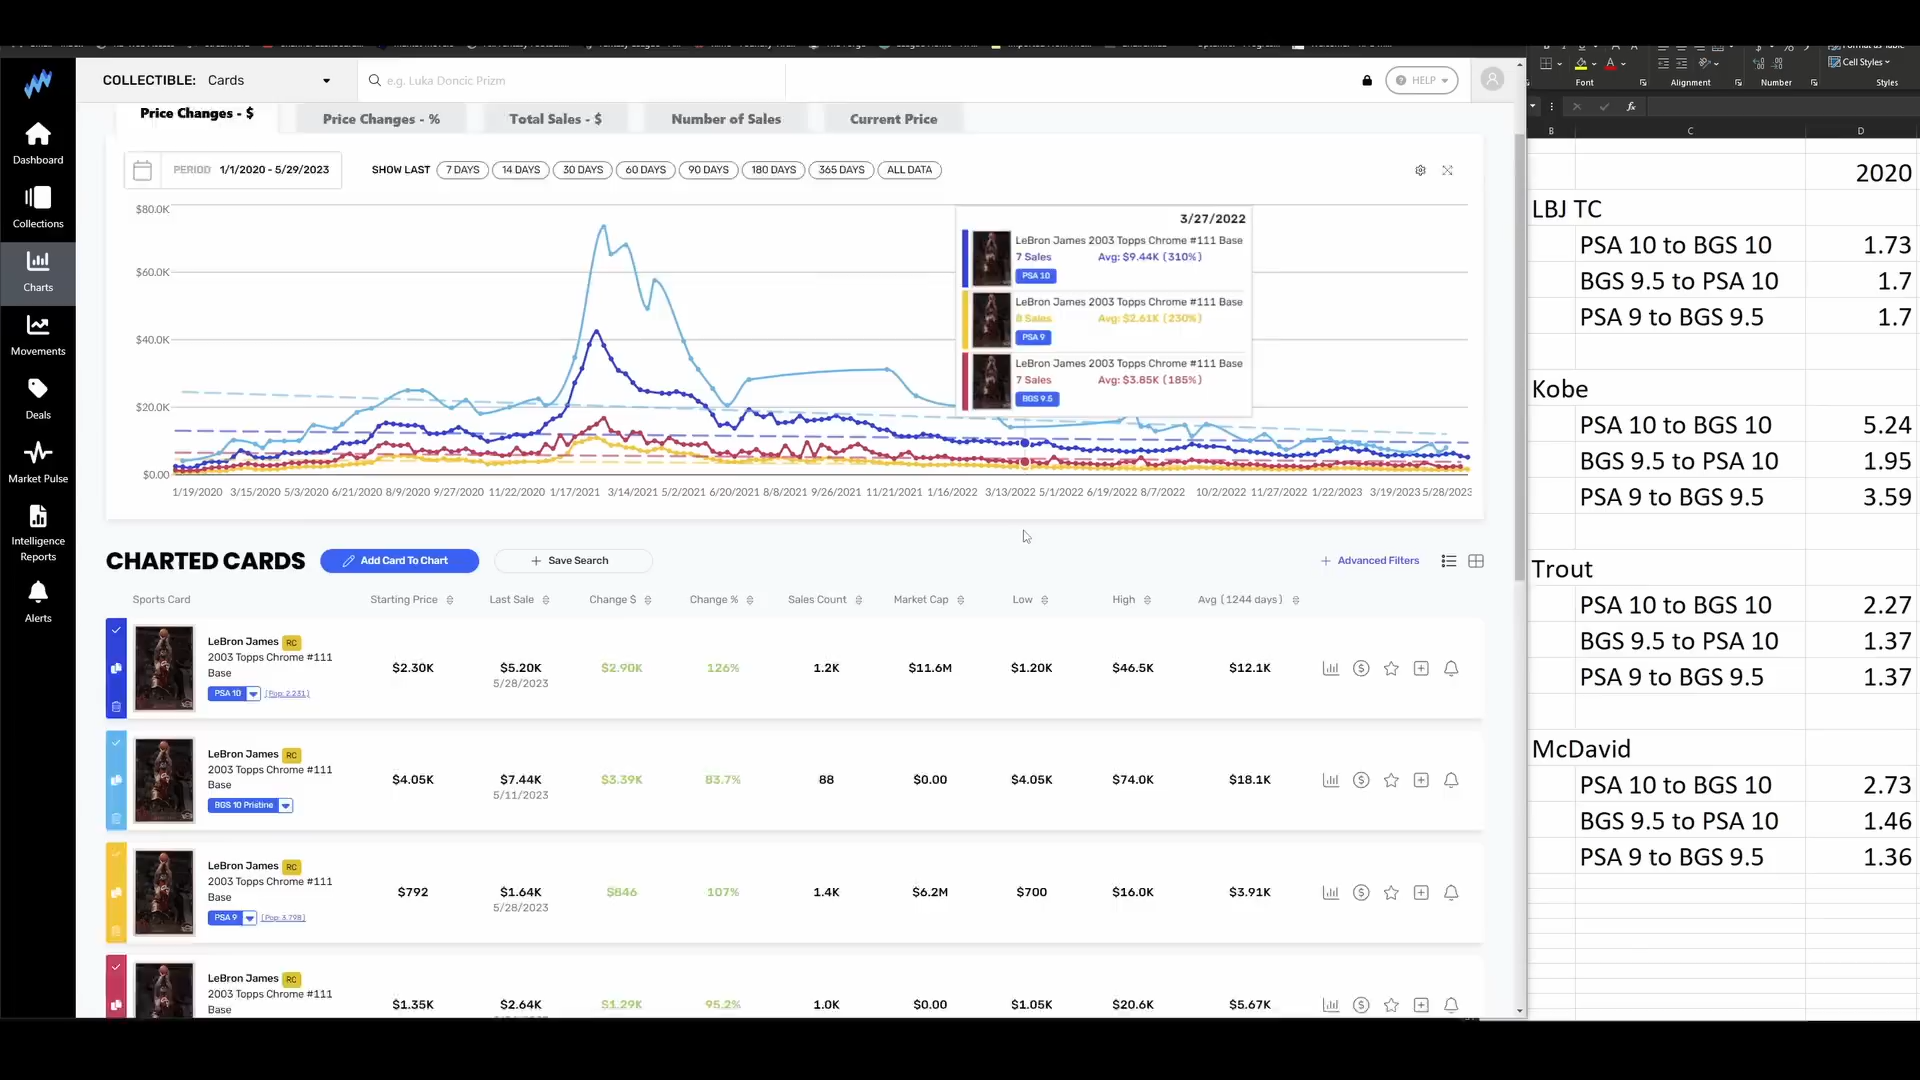 COLLECTIBLE: Cards
e.g. Luka Doncic Prizm
HELP
Price Changes - $
Price Changes - %
Total Sales - $
Number of Sales
Current Price
PERIOD 1/1/2020 - 5/29/2023
SHOW LAST 7 DAYS 14 DAYS 30 DAYS 60 DAYS 90 DAYS 180 DAYS 365 DAYS ALL DATA
Dashboard
Collections
Charts
Movements
Deals
Market Pulse
Intelligence
Reports
Alerts
$80.0K
$60.0K
$40.0K
$20.0K
$0.00
3/27/2022
LeBron James 2003 Topps Chrome #111 Base
7 Sales Avg: $9.44K (310%)
PSA 10
LeBron James 2003 Topps Chrome #111 Base
8 Sales Avg: $2.61K (230%)
PSA 9
LeBron James 2003 Topps Chrome #111 Base
7 Sales Avg: $3.85K (185%)
BGS 9.5
1/19/2020 3/15/2020 5/3/2020 6/21/2020 8/9/2020 9/27/2020 11/22/2020 1/17/2021 3/14/2021 5/2/2021 6/20/2021 8/8/2021 9/26/2021 11/21/2021 1/16/2022 3/13/2022 5/1/2022 6/19/2022 8/7/2022 10/2/2022 11/27/2022 1/22/2023 3/19/2023 5/28/2023
CHARTED CARDS
Add Card To Chart
+ Save Search
+ Advanced Filters
Sports Card Starting Price Last Sale Change $ Change % Sales Count Market Cap Low High Avg (1244 days)
LeBron James RC
2003 Topps Chrome #111
Base
PSA 10 (Pop: 2,231)
$2.30K $5.20K $2.90K 126% 1.2K $11.6M $1.20K $46.5K $12.1K
5/28/2023
LeBron James RC
2003 Topps Chrome #111
Base
BGS 10 Pristine
$4.05K $7.44K $3.39K 83.7% 88 $0.00 $4.05K $74.0K $18.1K
5/11/2023
LeBron James RC
2003 Topps Chrome #111
Base
PSA 9 (Pop: 3,798)
$792 $1.64K $846 107% 1.4K $6.2M $700 $16.0K $3.91K
5/28/2023
LeBron James RC
2003 Topps Chrome #111
Base
$1.35K $2.64K $1.29K 95.2% 1.0K $0.00 $1.05K $20.6K $5.67K
Cell Styles
Font Alignment Number Styles
fx
B C D
2020
LBJ TC
PSA 10 to BGS 10 1.73
BGS 9.5 to PSA 10 1.7
PSA 9 to BGS 9.5 1.7
Kobe
PSA 10 to BGS 10 5.24
BGS 9.5 to PSA 10 1.95
PSA 9 to BGS 9.5 3.59
Trout
PSA 10 to BGS 10 2.27
BGS 9.5 to PSA 10 1.37
PSA 9 to BGS 9.5 1.37
McDavid
PSA 10 to BGS 10 2.73
BGS 9.5 to PSA 10 1.46
PSA 9 to BGS 9.5 1.36